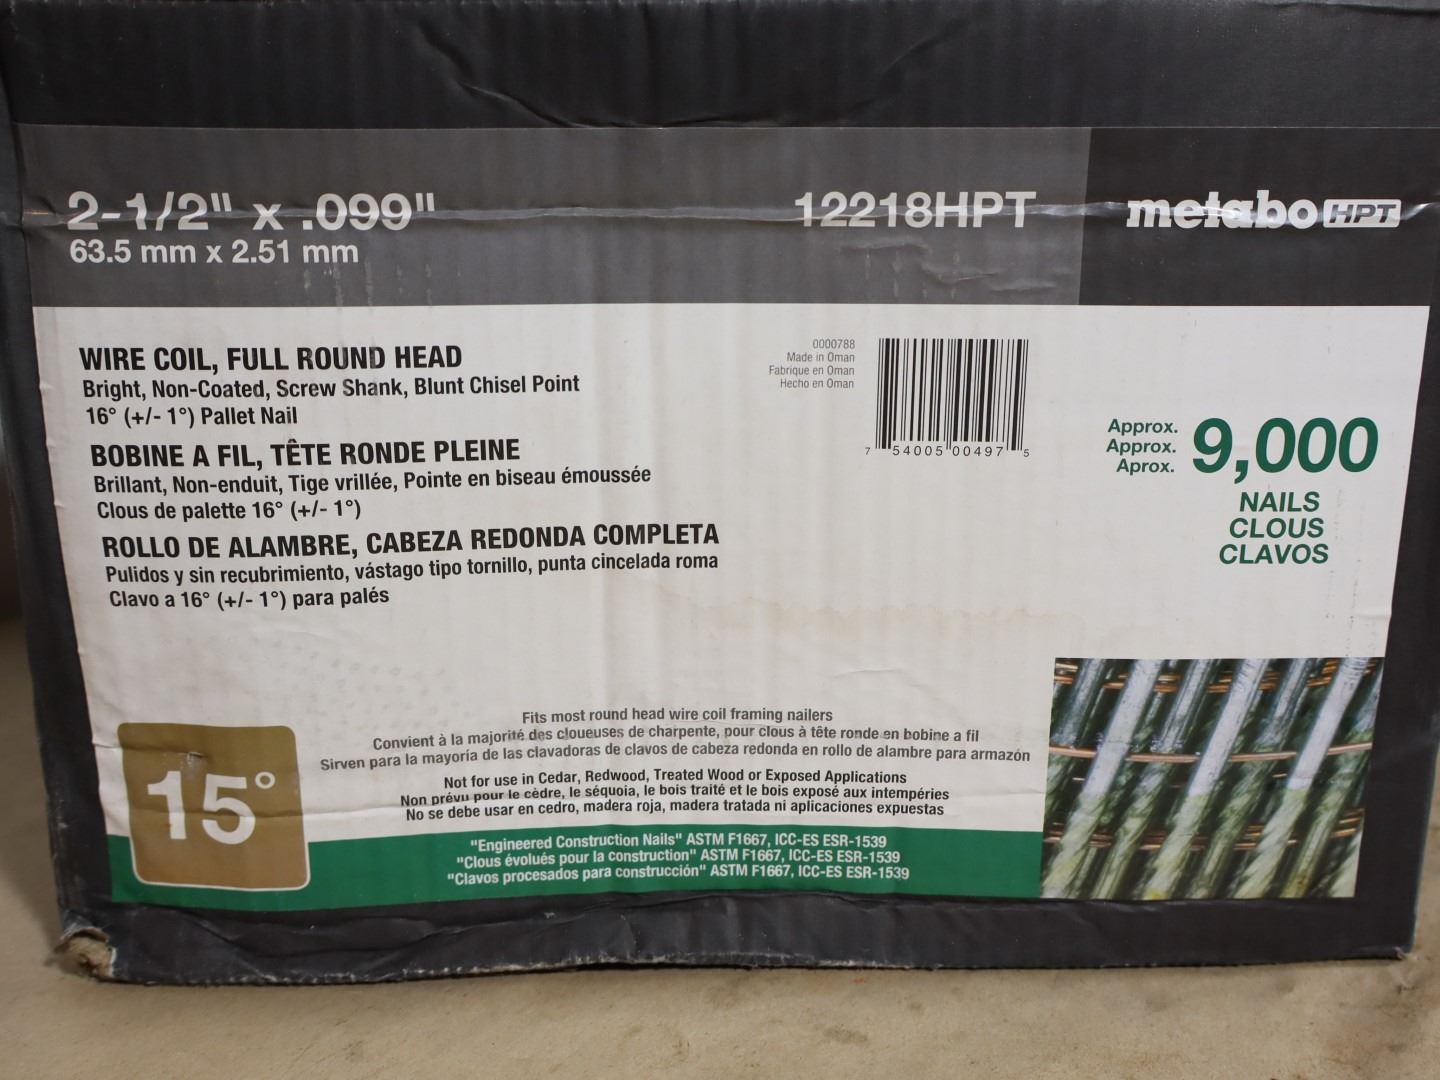 2-1/2" x .099"
63.5 mm x 2.51 mm
12218HPT
metabo HPT
WIRE COIL, FULL ROUND HEAD
Bright, Non-Coated, Screw Shank, Blunt Chisel Point
16° (+/- 1°) Pallet Nail
BOBINE A FIL, TÊTE RONDE PLEINE
Brillant, Non-enduit, Tige vrillée, Pointe en biseau émoussée
Clous de palette 16° (+/- 1°)
ROLLO DE ALAMBRE, CABEZA REDONDA COMPLETA
Pulidos y sin recubrimiento, vástago tipo tornillo, punta cincelada roma
Clavo a 16° (+/- 1°) para palés
0000788
Made in Oman
Fabrique en Oman
Hecho en Oman
7 54005 00497 5
Approx.
Approx.
Aprox.
9,000
NAILS
CLOUS
CLAVOS
15°
Fits most round head wire coil framing nailers
Convient à la majorité des cloueuses de charpente, pour clous à tête ronde en bobine a fil
Sirven para la mayoría de las clavadoras de clavos de cabeza redonda en rollo de alambre para armazón
Not for use in Cedar, Redwood, Treated Wood or Exposed Applications
Non prévu pour le cèdre, le séquoia, le bois traité et le bois exposé aux intempéries
No se debe usar en cedro, madera roja, madera tratada ni aplicaciones expuestas
"Engineered Construction Nails" ASTM F1667, ICC-ES ESR-1539
"Clous évolués pour la construction" ASTM F1667, ICC-ES ESR-1539
"Clavos procesados para construcción" ASTM F1667, ICC-ES ESR-1539